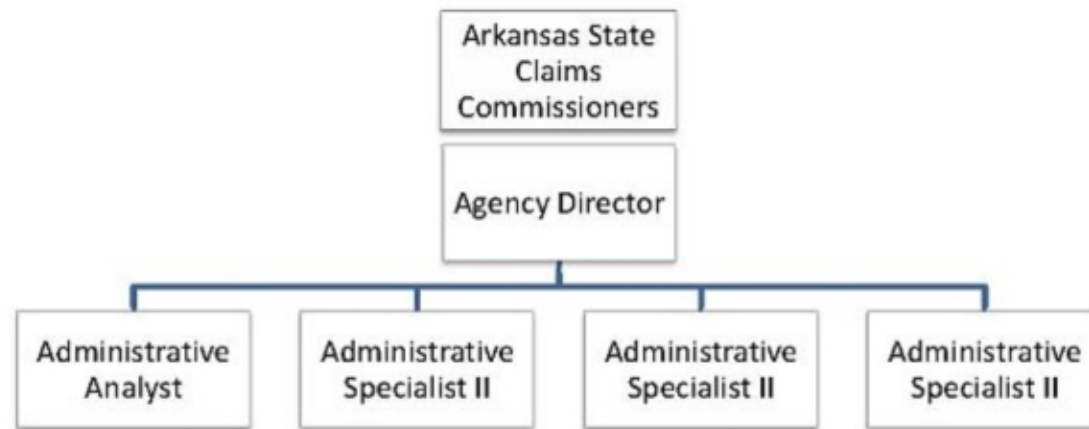 Arkansas State
Claims
Commissioners
Agency Director
Administrative
Analyst
Administrative
Specialist II
Administrative
Specialist II
Administrative
Specialist II